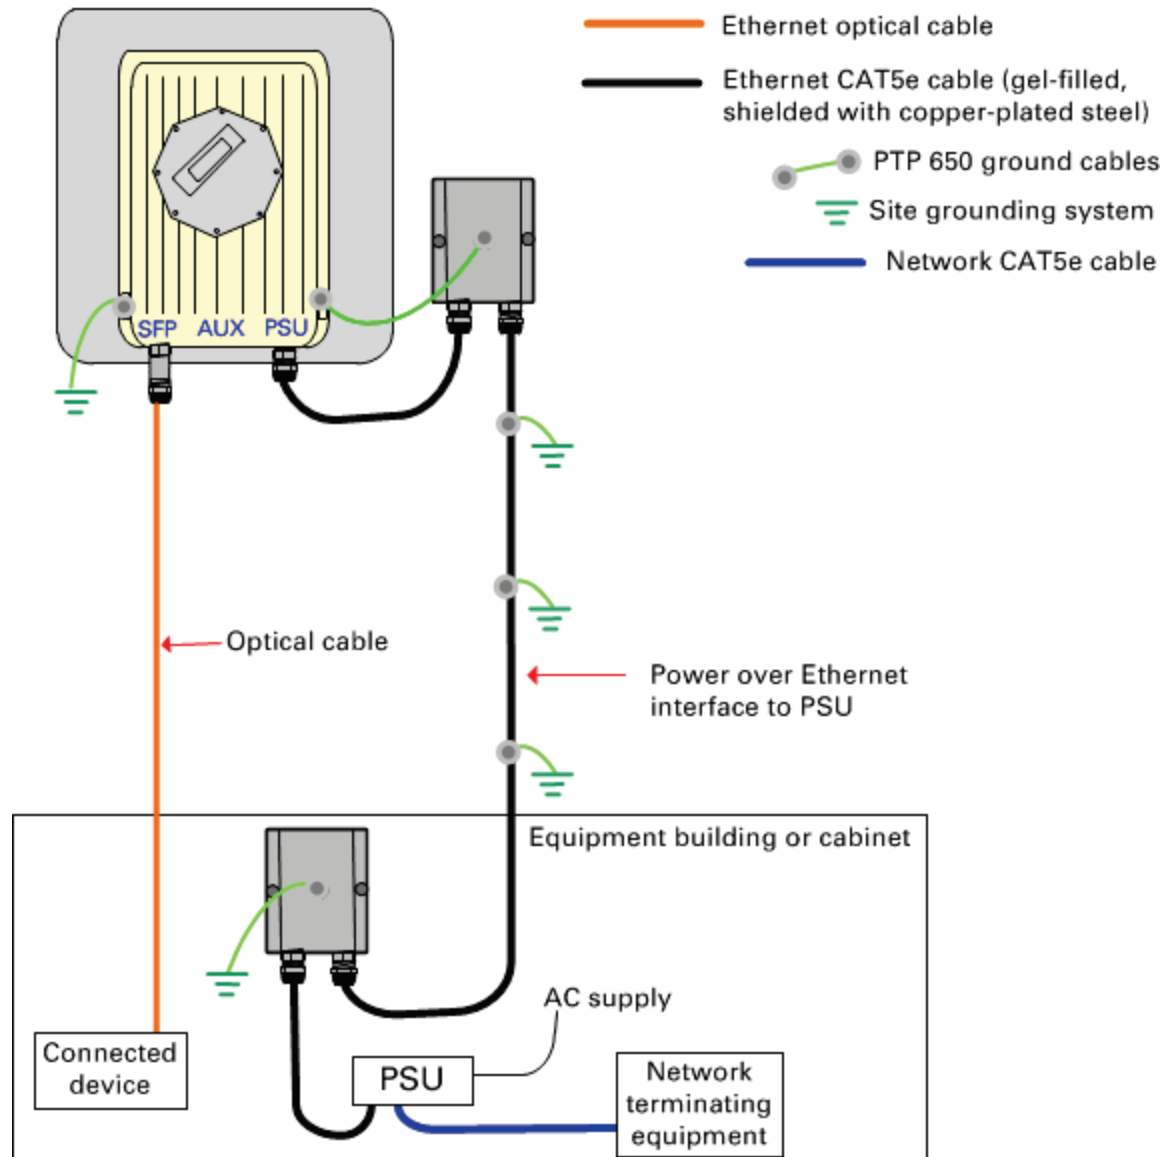 Ethernet optical cable
Ethernet CAT5e cable (gel-filled,
shielded with copper-plated steel)
PTP 650 ground cables
Site grounding system
Network CAT5e cable
SFP AUX PSU
Optical cable
Power over Ethernet
interface to PSU
Equipment building or cabinet
AC supply
Connected
device
PSU
Network
terminating
equipment